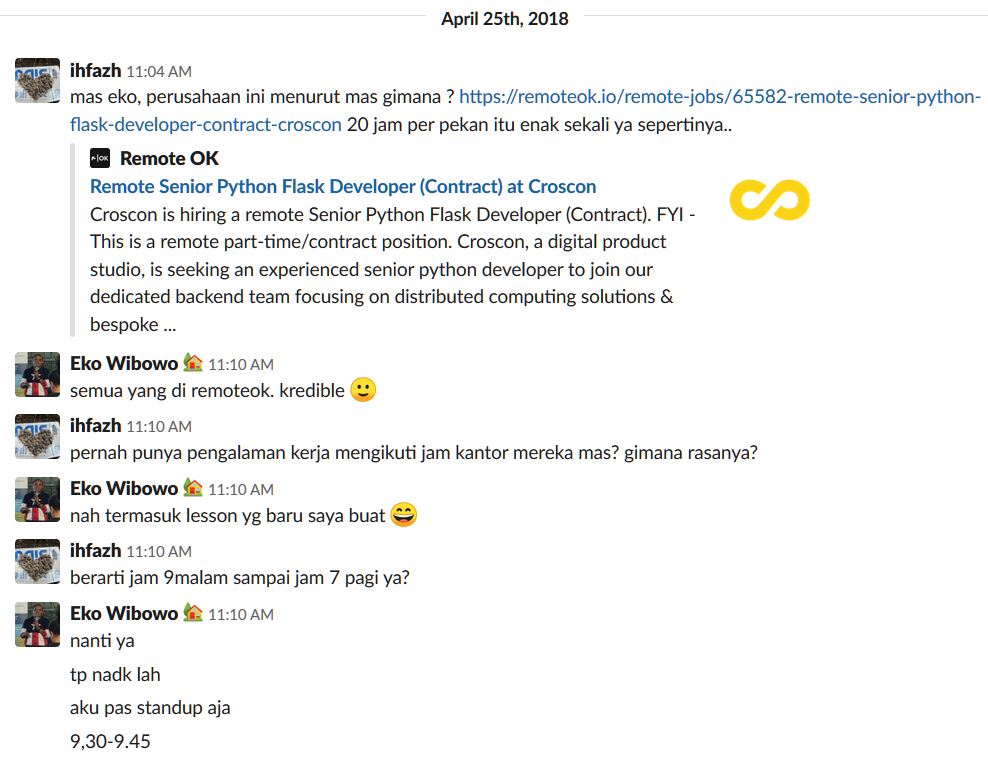 April 25th, 2018
ihfazh 11:04 AM
mas eko, perusahaan ini menurut mas gimana ? https://remoteok.io/remote-jobs/65582-remote-senior-python-
flask-developer-contract-croscon 20 jam per pekan itu enak sekali ya sepertinya..
Remote OK
Remote Senior Python Flask Developer (Contract) at Croscon
Croscon is hiring a remote Senior Python Flask Developer (Contract). FYI -
This is a remote part-time/contract position. Croscon, a digital product
studio, is seeking an experienced senior python developer to join our
dedicated backend team focusing on distributed computing solutions &
bespoke ...
Eko Wibowo 🏡 11:10 AM
semua yang di remoteok. kredible 🙂
ihfazh 11:10 AM
pernah punya pengalaman kerja mengikuti jam kantor mereka mas? gimana rasanya?
Eko Wibowo 🏡 11:10 AM
nah termasuk lesson yg baru saya buat 😄
ihfazh 11:10 AM
berarti jam 9malam sampai jam 7 pagi ya?
Eko Wibowo 🏡 11:10 AM
nanti ya
tp nadk lah
aku pas standup aja
9,30-9.45